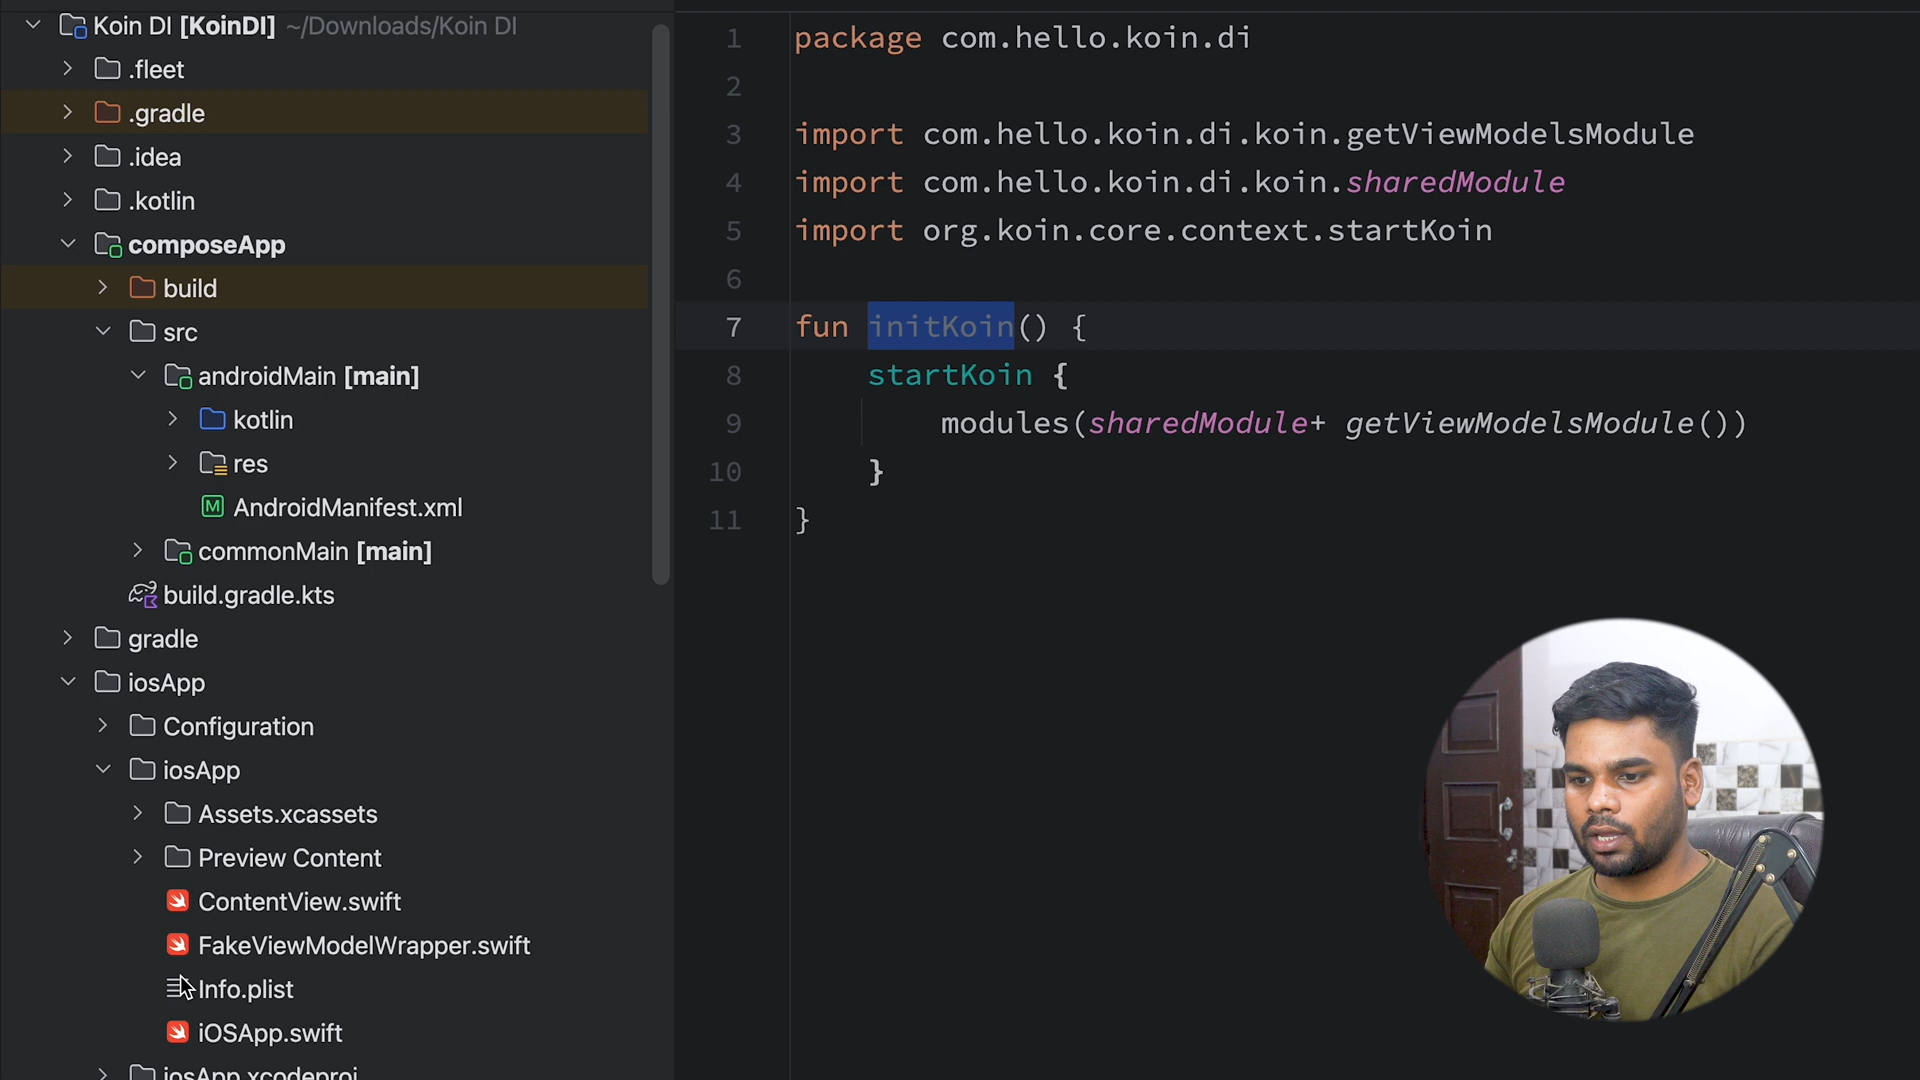 Koin DI [KoinDI] ~/Downloads/Koin DI
.fleet
.gradle
.idea
.kotlin
composeApp
build
src
androidMain [main]
kotlin
res
AndroidManifest.xml
commonMain [main]
build.gradle.kts
gradle
iosApp
Configuration
iosApp
Assets.xcassets
Preview Content
ContentView.swift
FakeViewModelWrapper.swift
Info.plist
iOSApp.swift
iosApp.xcodeproj
1 package com.hello.koin.di
2
3 import com.hello.koin.di.koin.getViewModelsModule
4 import com.hello.koin.di.koin.sharedModule
5 import org.koin.core.context.startKoin
6
7 fun initKoin() {
8 startKoin {
9 modules(sharedModule+ getViewModelsModule())
10 }
11 }